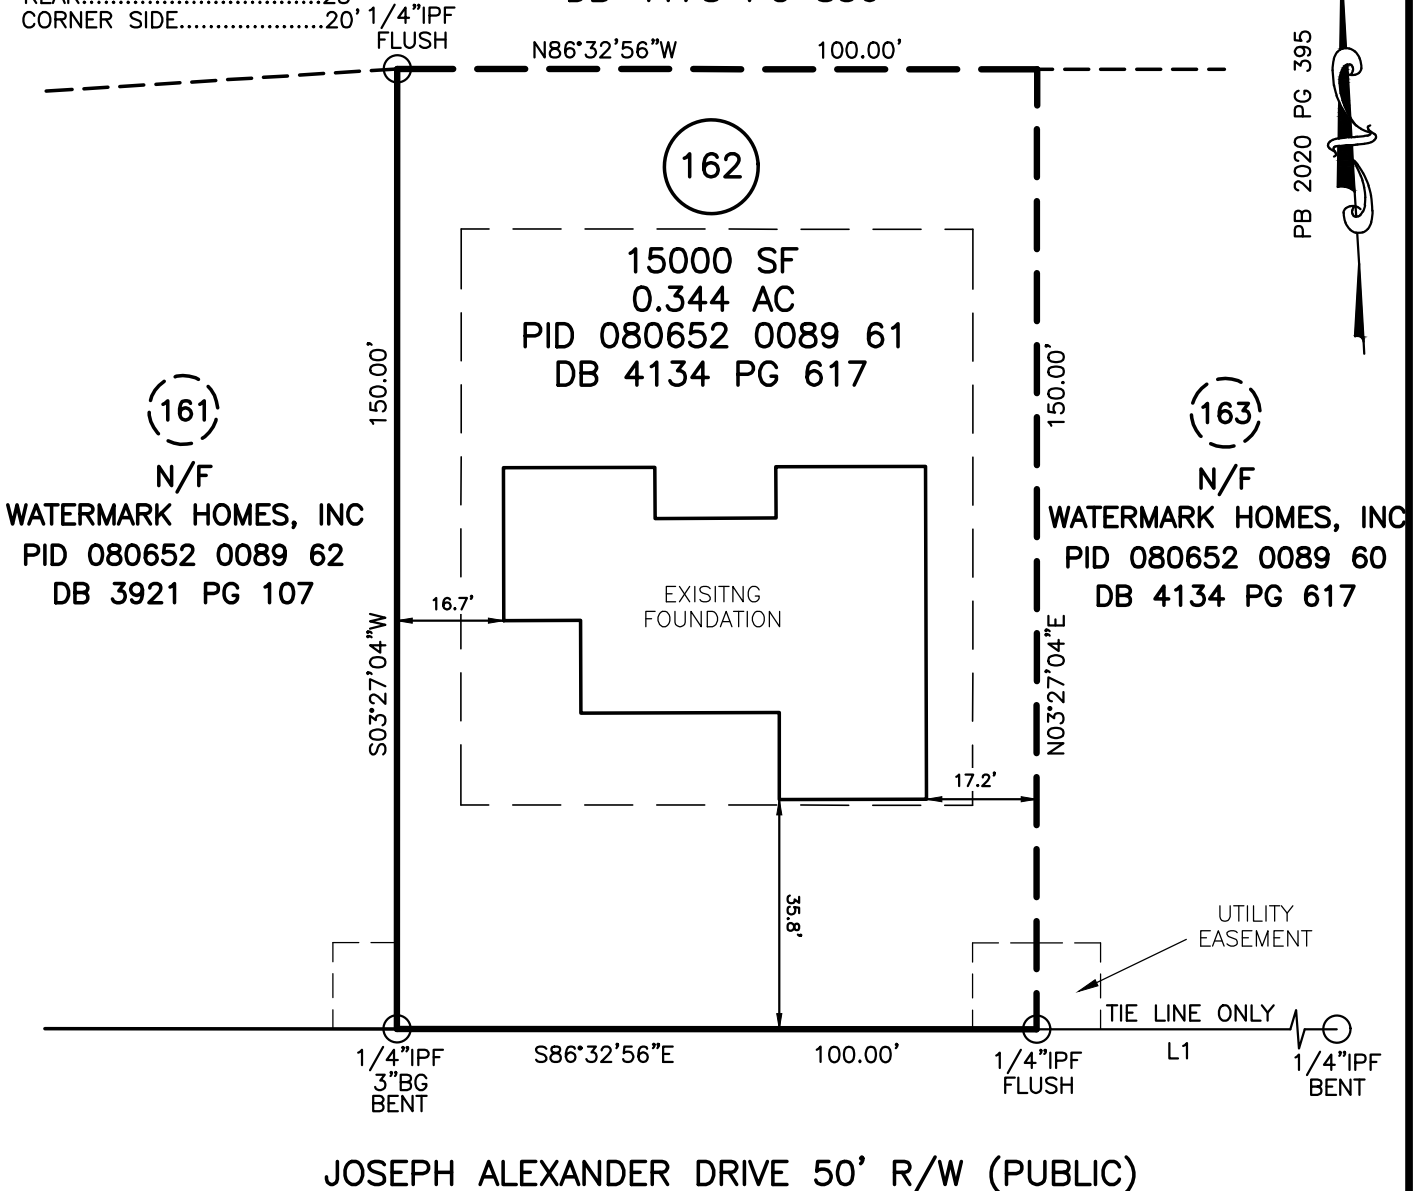 CORNER SIDE.....................20'
1/4"IPF
FLUSH
N86°32'56"W 100.00'
PB 2020 PG 395
162
15000 SF
0.344 AC
PID 080652 0089 61
DB 4134 PG 617
150.00'
150.00'
161
N/F
WATERMARK HOMES, INC
PID 080652 0089 62
DB 3921 PG 107
163
N/F
WATERMARK HOMES, INC
PID 080652 0089 60
DB 4134 PG 617
EXISITNG
FOUNDATION
16.7'
S03°27'04"W
N03°27'04"E
17.2'
35.8'
UTILITY
EASEMENT
TIE LINE ONLY
L1
1/4"IPF
3"BG
BENT
S86°32'56"E 100.00'
1/4"IPF
FLUSH
1/4"IPF
BENT
JOSEPH ALEXANDER DRIVE 50' R/W (PUBLIC)